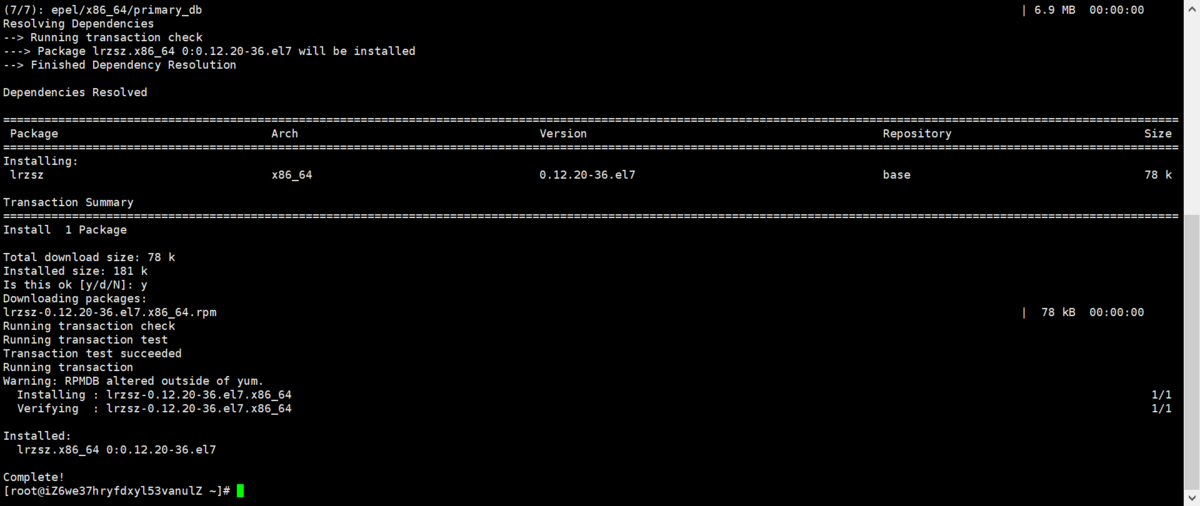 (7/7): epel/x86_64/primary_db | 6.9 MB 00:00:00
Resolving Dependencies
--> Running transaction check
---> Package lrzsz.x86_64 0:0.12.20-36.el7 will be installed
--> Finished Dependency Resolution
Dependencies Resolved
================================================================================
Package Arch Version Repository Size
================================================================================
Installing:
lrzsz x86_64 0.12.20-36.el7 base 78 k
Transaction Summary
================================================================================
Install 1 Package
Total download size: 78 k
Installed size: 181 k
Is this ok [y/d/N]: y
Downloading packages:
lrzsz-0.12.20-36.el7.x86_64.rpm | 78 kB 00:00:00
Running transaction check
Running transaction test
Transaction test succeeded
Running transaction
Warning: RPMDB altered outside of yum.
Installing : lrzsz-0.12.20-36.el7.x86_64 1/1
Verifying : lrzsz-0.12.20-36.el7.x86_64 1/1
Installed:
lrzsz.x86_64 0:0.12.20-36.el7
Complete!
[root@iZ6we37hryfdxyl53vanulZ ~]#